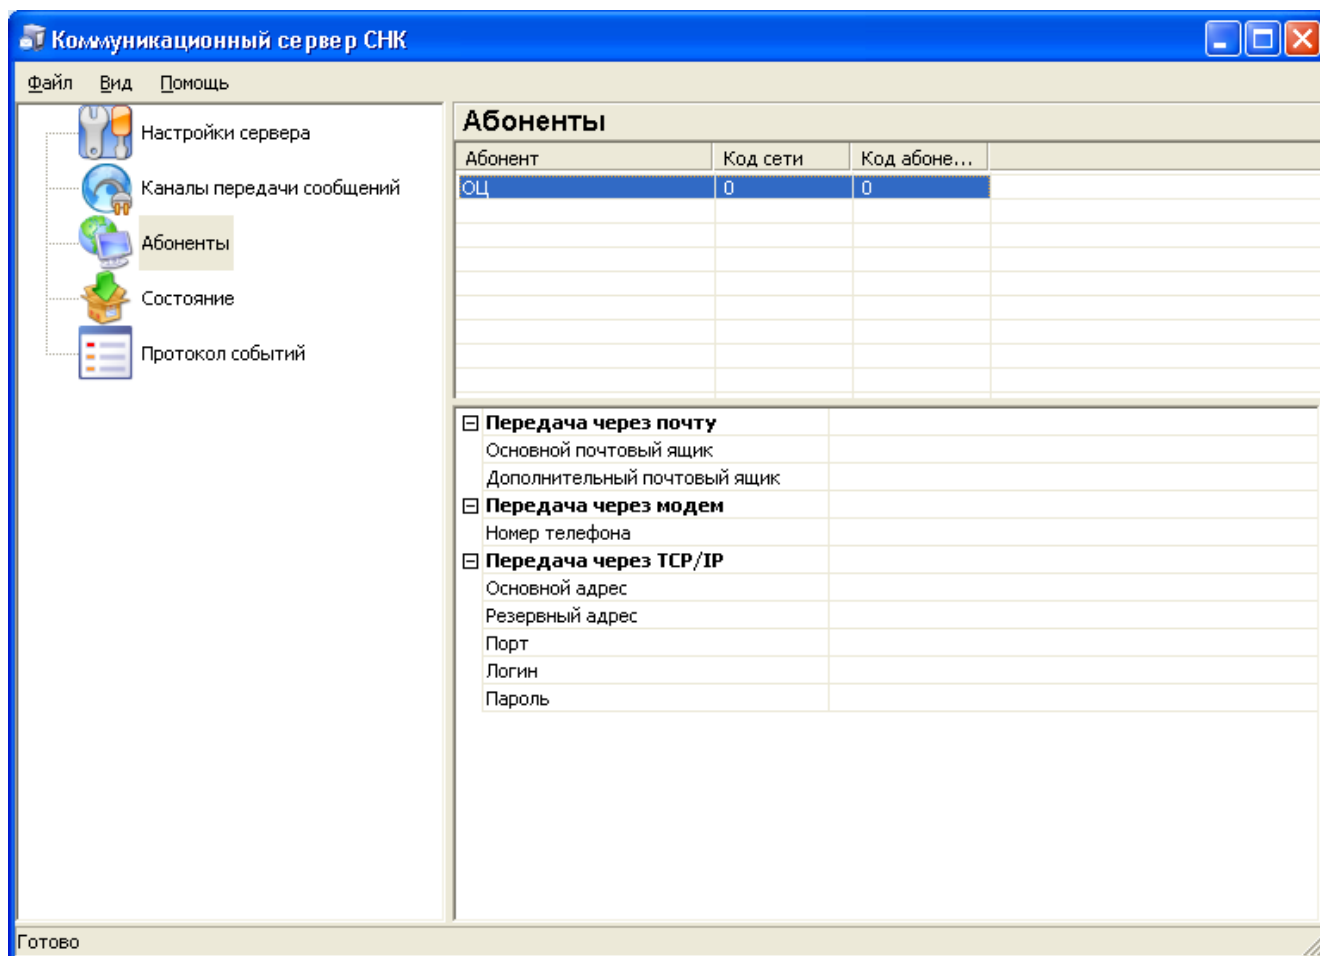 Коммуникационный сервер СНК
Файл Вид Помощь
Настройки сервера
Каналы передачи сообщений
Абоненты
Состояние
Протокол событий
Абоненты
Абонент Код сети Код абоне...
ОЦ 0 0
Передача через почту
Основной почтовый ящик
Дополнительный почтовый ящик
Передача через модем
Номер телефона
Передача через TCP/IP
Основной адрес
Резервный адрес
Порт
Логин
Пароль
Готово